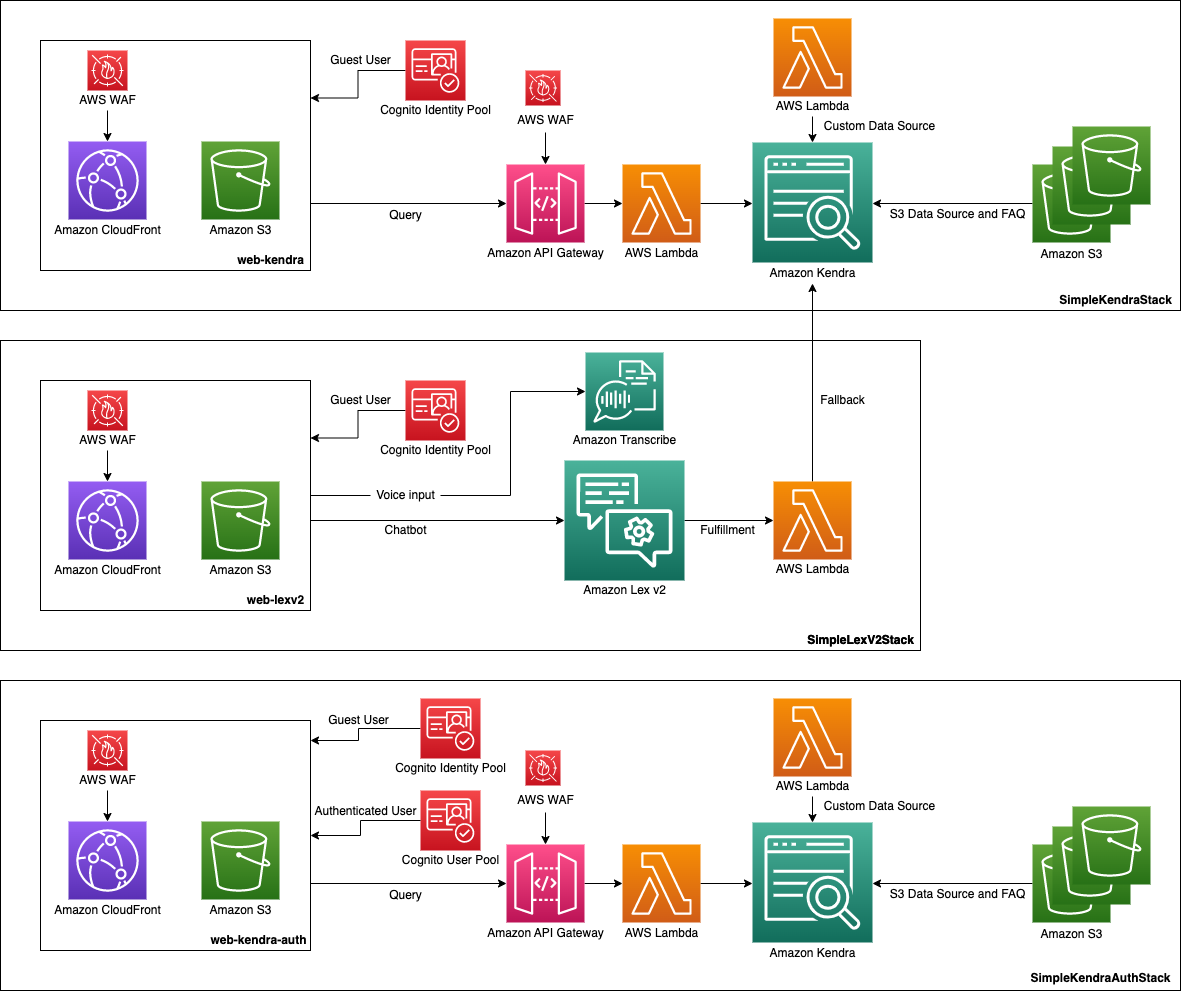 AWS WAF
Amazon CloudFront
Amazon S3
web-kendra
Guest User
Cognito Identity Pool
Query
AWS WAF
Amazon API Gateway
AWS Lambda
AWS Lambda
Custom Data Source
Amazon Kendra
S3 Data Source and FAQ
Amazon S3
SimpleKendraStack
AWS WAF
Amazon CloudFront
Amazon S3
web-lexv2
Guest User
Cognito Identity Pool
Voice input
Chatbot
Amazon Transcribe
Amazon Lex v2
Fulfillment
AWS Lambda
Fallback
SimpleLexV2Stack
AWS WAF
Amazon CloudFront
Amazon S3
web-kendra-auth
Guest User
Cognito Identity Pool
Authenticated User
Cognito User Pool
Query
AWS WAF
Amazon API Gateway
AWS Lambda
AWS Lambda
Custom Data Source
Amazon Kendra
S3 Data Source and FAQ
Amazon S3
SimpleKendraAuthStack